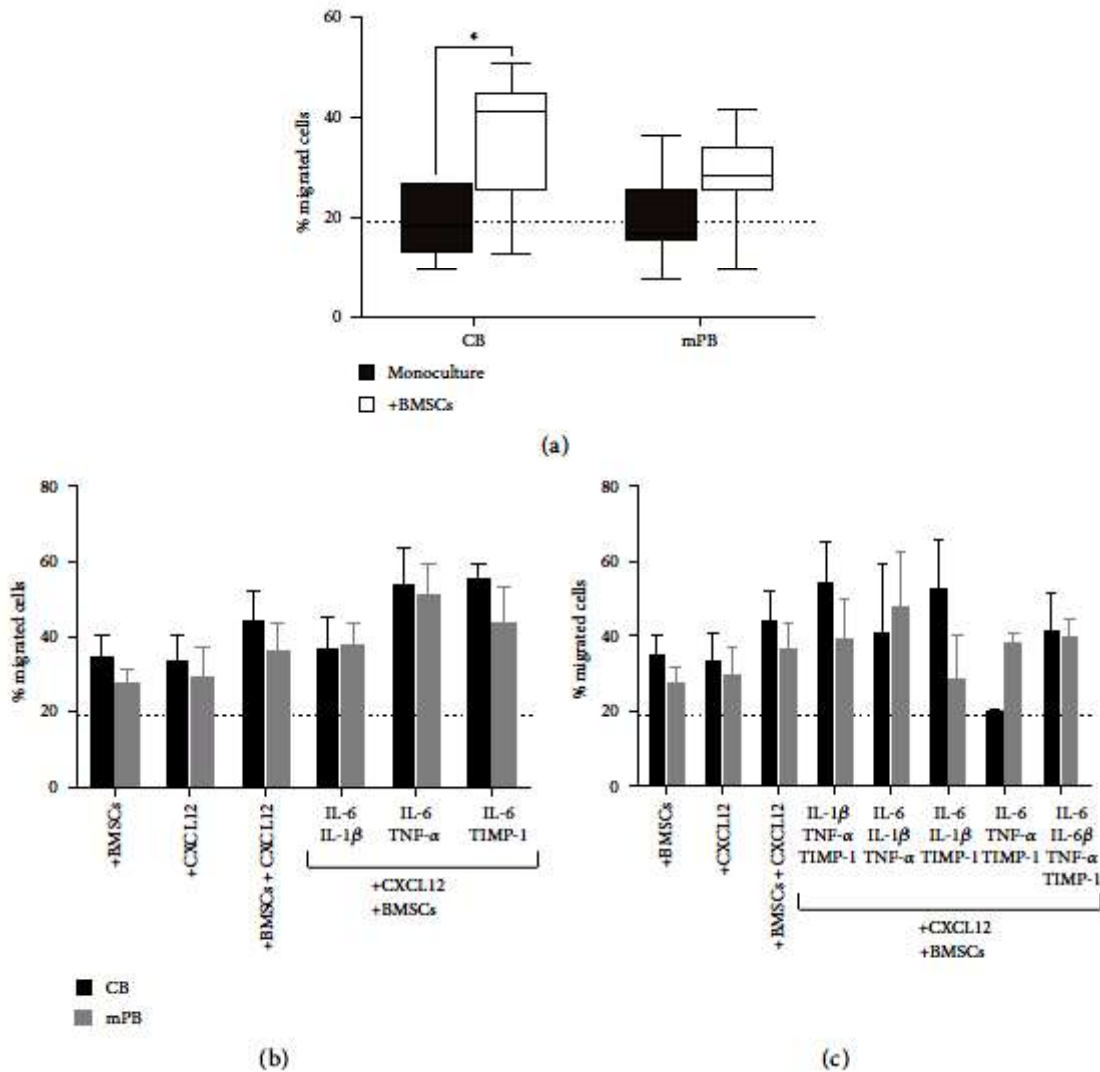 60
40
20
0
% migrated cells
*
CB
mPB
Monoculture
+BMSCs
(a)
80
60
40
20
0
% migrated cells
+BMSCs
+CXCL12
+BMSCs + CXCL12
IL-6
IL-1β
IL-6
TNF-α
IL-6
TIMP-1
+CXCL12
+BMSCs
CB
mPB
(b)
80
60
40
20
0
% migrated cells
+BMSCs
+CXCL12
+BMSCs + CXCL12
IL-1β
TNF-α
TIMP-1
IL-6
IL-1β
TNF-α
IL-6
IL-1β
TIMP-1
IL-6
TNF-α
TIMP-1
IL-6
IL-6β
TNF-α
TIMP-1
+CXCL12
+BMSCs
(c)